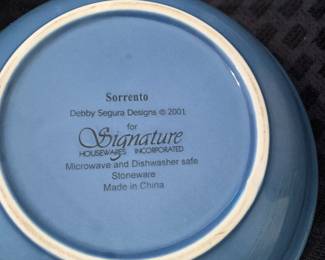 Sorrento
Debby Segura Designs © 2001
for
Signature
HOUSEWARES INCORPORATED
Microwave and Dishwasher safe
Stoneware
Made in China